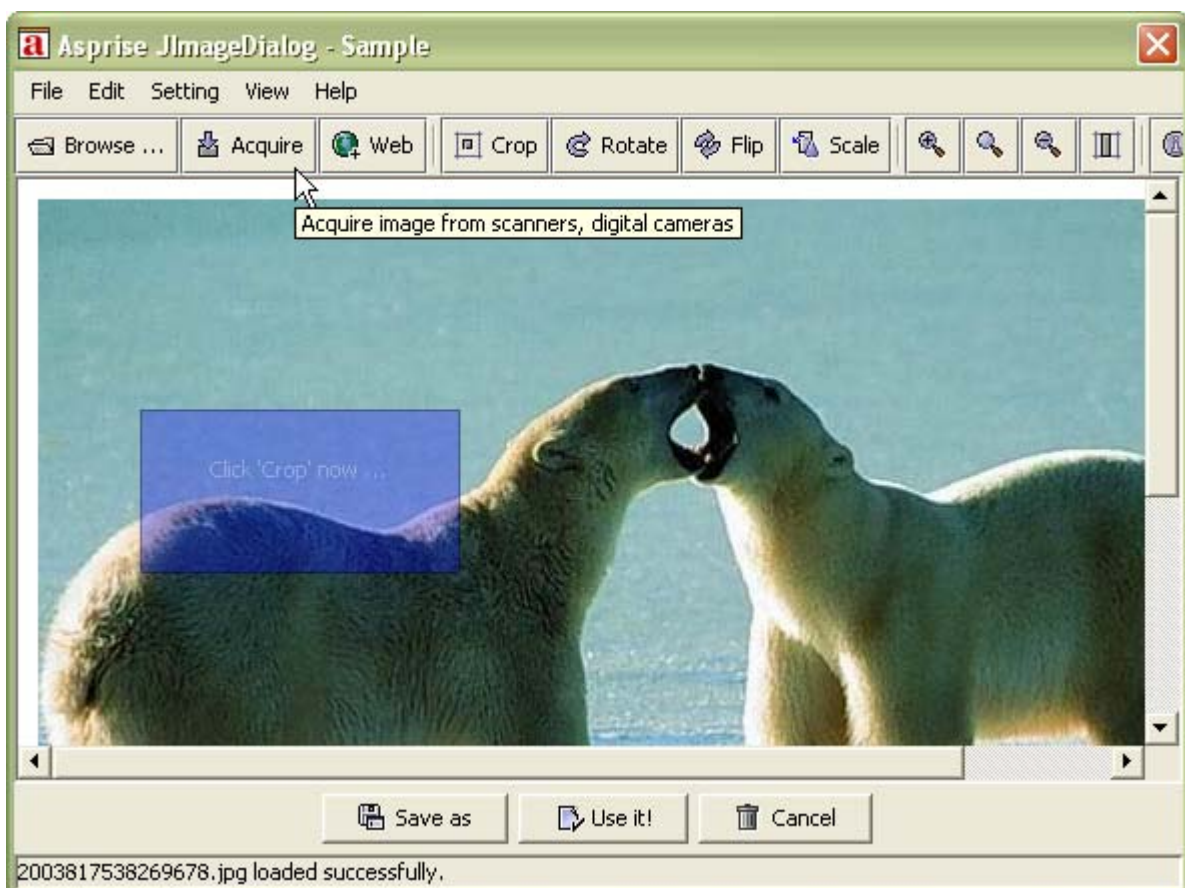 a Asprise JImageDialog - Sample
File Edit Setting View Help
Browse ... Acquire Web Crop Rotate Flip Scale
Acquire image from scanners, digital cameras
Click 'Crop' now ...
Save as Use it! Cancel
2003817538269678.jpg loaded successfully.